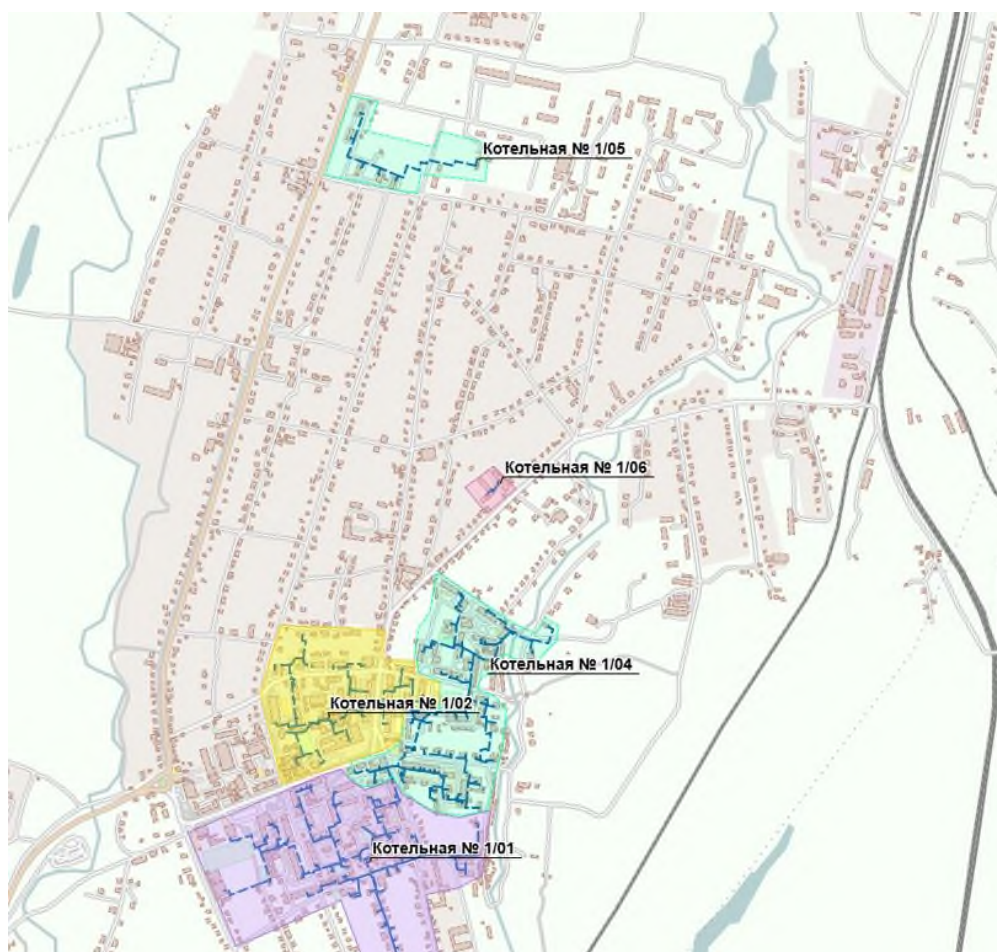 Котельная № 1/05
Котельная № 1/06
Котельная № 1/04
Котельная № 1/02
Котельная № 1/01